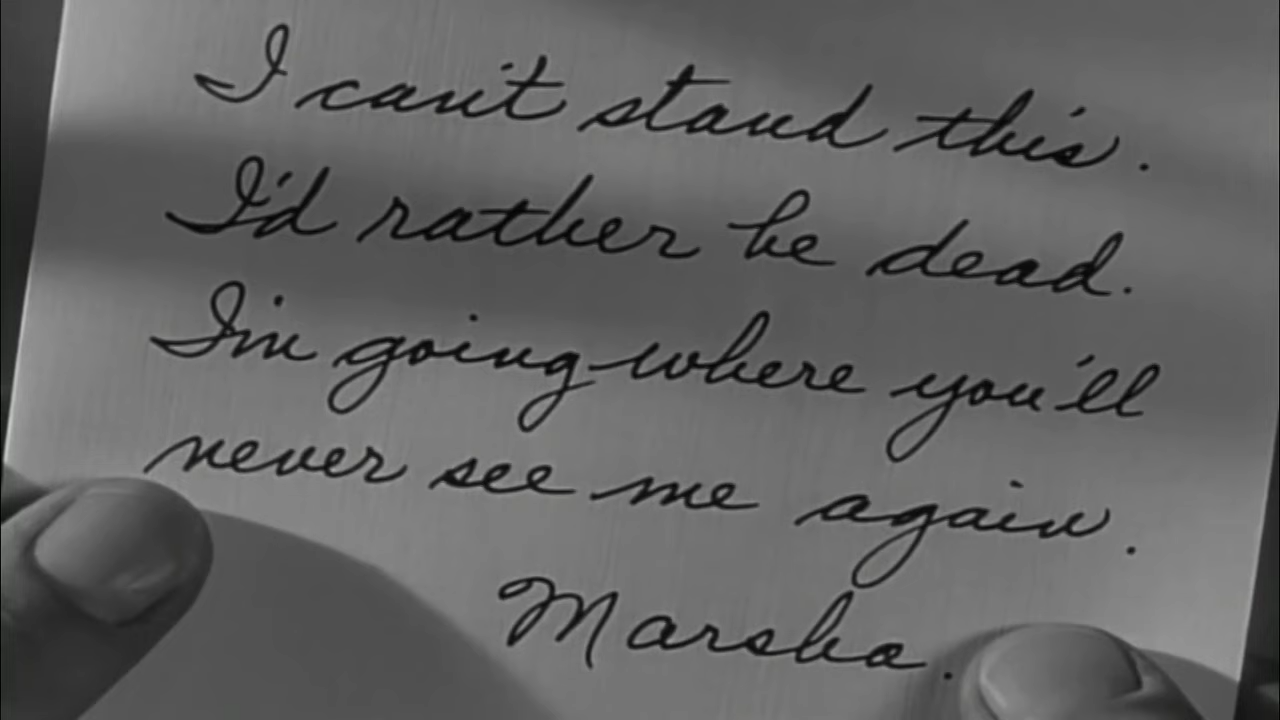 I can't stand this.
I'd rather be dead.
I'm going where you'll
never see me again.
Marsha.